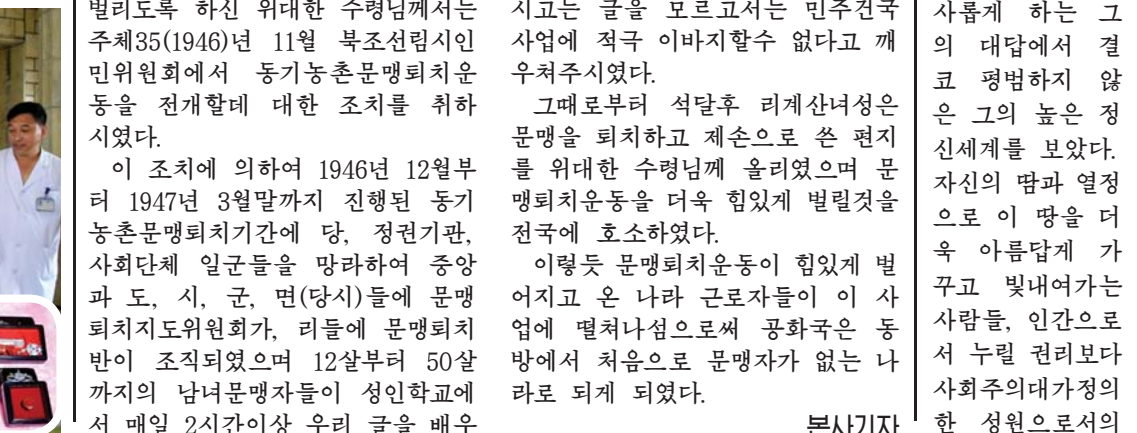 벌리도록 하신 위대한 수령님께서는
주체35(1946)년 11월 북조선림시인
민위원회에서 동기농촌문맹퇴치운
동을 전개할데 대한 조치를 취하
시였다.
이 조치에 의하여 1946년 12월부
터 1947년 3월말까지 진행된 동기
농촌문맹퇴치기간에 당, 정권기관,
사회단체 일군들을 망라하여 중앙
과 도, 시, 군, 면(당시)들에 문맹
퇴치지도위원회가, 리들에 문맹퇴치
반이 조직되였으며 12살부터 50살
까지의 남녀문맹자들이 성인학교에
서 매일 2시간이상 우리 글을 배우
시고는 글을 모르고서는 민주건국
사업에 적극 이바지할수 없다고 깨
우쳐주시였다.
그때로부터 석달후 리계산녀성은
문맹을 퇴치하고 제손으로 쓴 편지
를 위대한 수령님께 올리였으며 문
맹퇴치운동을 더욱 힘있게 벌릴것을
전국에 호소하였다.
이렇듯 문맹퇴치운동이 힘있게 벌
어지고 온 나라 근로자들이 이 사
업에 떨쳐나섬으로써 공화국은 동
방에서 처음으로 문맹자가 없는 나
라로 되게 되였다.
본사기자
사롭게 하는 그
의 대답에서 결
코 평범하지 않
은 그의 높은 정
신세계를 보았다.
자신의 땀과 열정
으로 이 땅을 더
욱 아름답게 가
꾸고 빛내여가는
사람들, 인간으로
서 누릴 권리보다
사회주의대가정의
한 성원으로서의